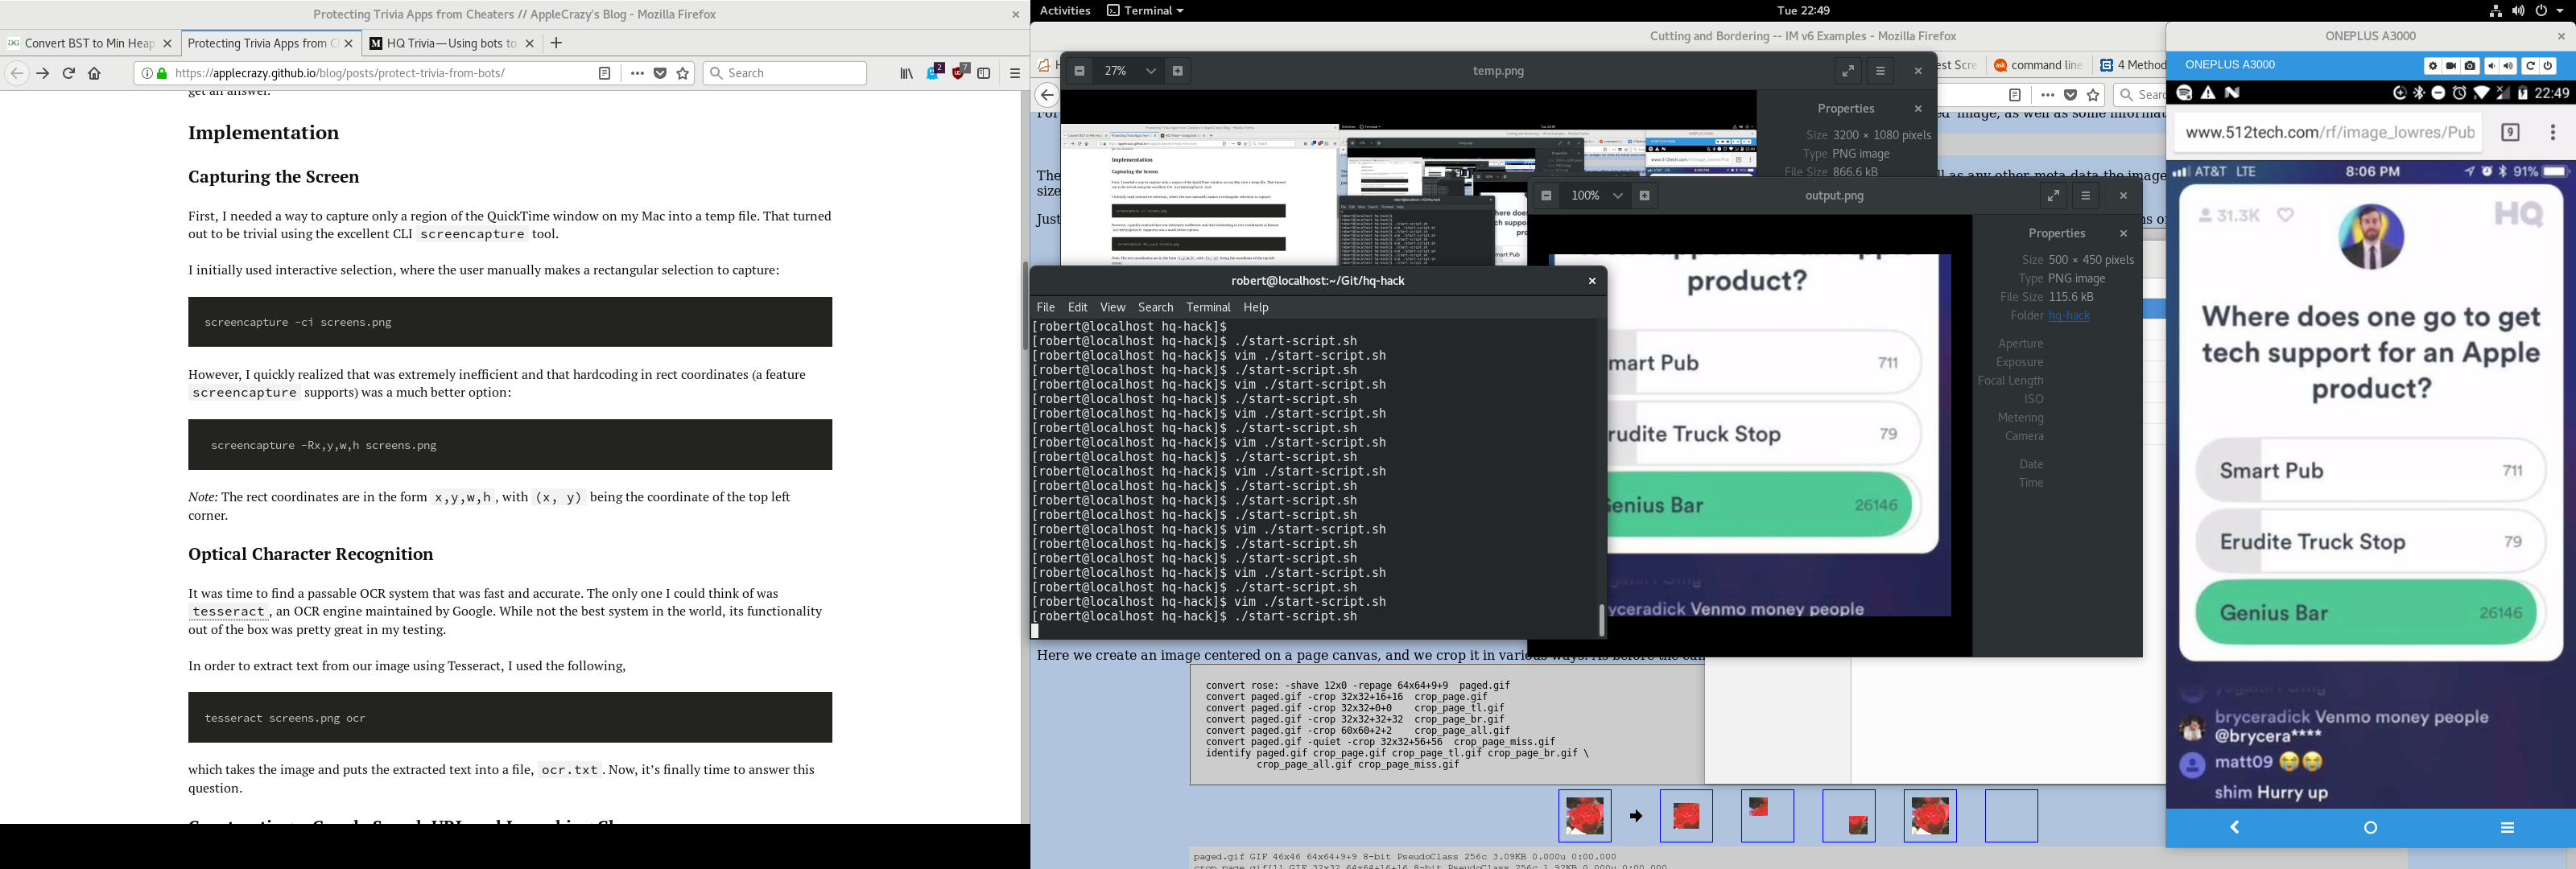 Protecting Trivia Apps from Cheaters // AppleCrazy's Blog - Mozilla Firefox
Convert BST to Min Heap
Protecting Trivia Apps from C
HQ Trivia — Using bots to
https://applecrazy.github.io/blog/posts/protect-trivia-from-bots/
Search
2
7
get an answer.
Implementation
Capturing the Screen
First, I needed a way to capture only a region of the QuickTime window on my Mac into a temp file. That turned
out to be trivial using the excellent CLI screencapture tool.
I initially used interactive selection, where the user manually makes a rectangular selection to capture:
screencapture -ci screens.png
However, I quickly realized that was extremely inefficient and that hardcoding in rect coordinates (a feature
screencapture supports) was a much better option:
screencapture -Rx,y,w,h screens.png
Note: The rect coordinates are in the form x,y,w,h, with (x, y) being the coordinate of the top left
corner.
Optical Character Recognition
It was time to find a passable OCR system that was fast and accurate. The only one I could think of was
tesseract, an OCR engine maintained by Google. While not the best system in the world, its functionality
out of the box was pretty great in my testing.
In order to extract text from our image using Tesseract, I used the following,
tesseract screens.png ocr
which takes the image and puts the extracted text into a file, ocr.txt. Now, it's finally time to answer this
question.
Activities
Terminal
Tue 22:49
Cutting and Bordering -- IM v6 Examples - Mozilla Firefox
command line
4 Method
27%
temp.png
Properties
Size 3200 × 1080 pixels
Type PNG image
File Size 866.6 kB
100%
output.png
Properties
Size 500 × 450 pixels
Type PNG image
File Size 115.6 kB
Folder hq-hack
Aperture
Exposure
Focal Length
ISO
Metering
Camera
Date
Time
product?
mart Pub 711
rudite Truck Stop 79
enius Bar 26146
yceradick Venmo money people
robert@localhost:~/Git/hq-hack
File Edit View Search Terminal Help
[robert@localhost hq-hack]$
[robert@localhost hq-hack]$ ./start-script.sh
[robert@localhost hq-hack]$ vim ./start-script.sh
[robert@localhost hq-hack]$ ./start-script.sh
[robert@localhost hq-hack]$ vim ./start-script.sh
[robert@localhost hq-hack]$ ./start-script.sh
[robert@localhost hq-hack]$ vim ./start-script.sh
[robert@localhost hq-hack]$ ./start-script.sh
[robert@localhost hq-hack]$ vim ./start-script.sh
[robert@localhost hq-hack]$ ./start-script.sh
[robert@localhost hq-hack]$ vim ./start-script.sh
[robert@localhost hq-hack]$ ./start-script.sh
[robert@localhost hq-hack]$ ./start-script.sh
[robert@localhost hq-hack]$ ./start-script.sh
[robert@localhost hq-hack]$ vim ./start-script.sh
[robert@localhost hq-hack]$ ./start-script.sh
[robert@localhost hq-hack]$ ./start-script.sh
[robert@localhost hq-hack]$ vim ./start-script.sh
[robert@localhost hq-hack]$ ./start-script.sh
[robert@localhost hq-hack]$ vim ./start-script.sh
[robert@localhost hq-hack]$ ./start-script.sh
Here we create an image centered on a page canvas, and we crop it in various ways. As before the
convert rose: -shave 12x0 -repage 64x64+9+9 paged.gif
convert paged.gif -crop 32x32+16+16 crop_page.gif
convert paged.gif -crop 32x32+0+0 crop_page_tl.gif
convert paged.gif -crop 32x32+32+32 crop_page_br.gif
convert paged.gif -crop 60x60+2+2 crop_page_all.gif
convert paged.gif -quiet -crop 32x32+56+56 crop_page_miss.gif
identify paged.gif crop_page.gif crop_page_tl.gif crop_page_br.gif \
crop_page_all.gif crop_page_miss.gif
paged.gif GIF 46x46 64x64+9+9 8-bit PseudoClass 256c 3.09KB 0.000u 0:00.000
ONEPLUS A3000
ONEPLUS A3000
22:49
www.512tech.com/rf/image_lowres/Pub
9
AT&T LTE
8:06 PM
91%
31.3K
HQ
Where does one go to get
tech support for an Apple
product?
Smart Pub 711
Erudite Truck Stop 79
Genius Bar 26146
bryceradick Venmo money people
@brycera****
matt09 😭😭
shim Hurry up